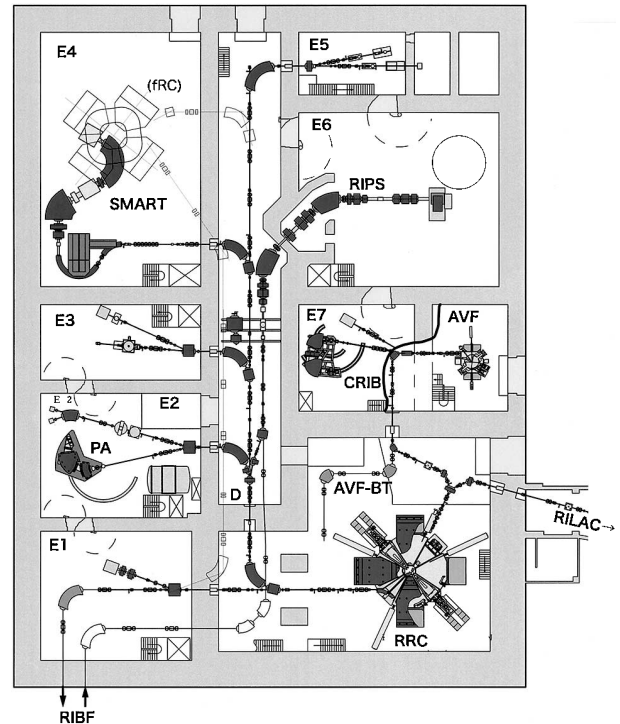 E4
(fRC)
SMART
E5
E6
RIPS
E3
E7
AVF
CRIB
E2
E 2
PA
D
AVF-BT
RILAC→
E1
RRC
RIBF